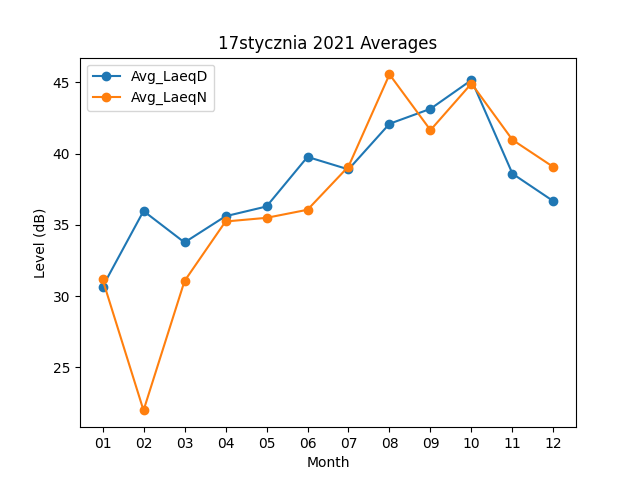 17stycznia 2021 Averages
Avg_LaeqD
Avg_LaeqN
45
40
35
30
25
Level (dB)
01 02 03 04 05 06 07 08 09 10 11 12
Month